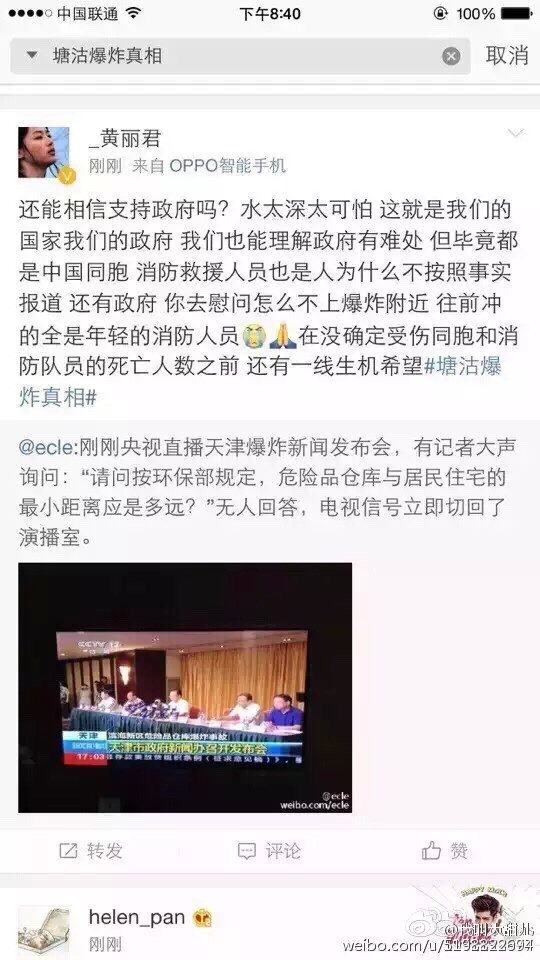 中国联通
下午8:40
100%
塘沽爆炸真相
取消
_黄丽君
刚刚 来自 OPPO智能手机
还能相信支持政府吗？水太深太可怕 这就是我们的
国家我们的政府 我们也能理解政府有难处 但毕竟都
是中国同胞 消防救援人员也是人为什么不按照事实
报道 还有政府 你去慰问怎么不上爆炸附近 往前冲
的全是年轻的消防人员😭🙏在没确定受伤同胞和消
防队员的死亡人数之前 还有一线生机希望#塘沽爆
炸真相#
@ecle:刚刚央视直播天津爆炸新闻发布会，有记者大声
询问：“请问按环保部规定，危险品仓库与居民住宅的
最小距离应是多远？”无人回答，电视信号立即切回了
演播室。
天津 滨海新区危险品仓库爆炸事故
天津市政府新闻办召开发布会
17:03
@ecle
weibo.com/ecle
转发
评论
赞
helen_pan
刚刚
HAPPY MALE